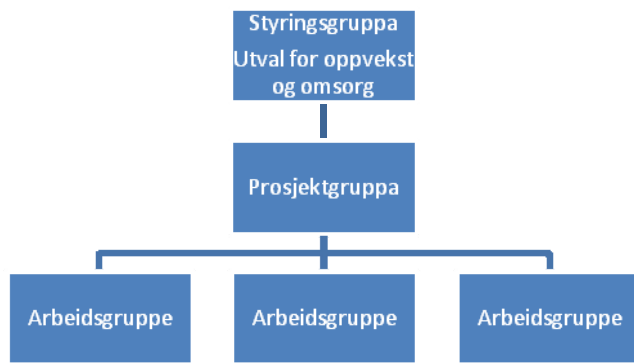 Styringsgruppa
Utval for oppvekst
og omsorg
Prosjektgruppa
Arbeidsgruppe
Arbeidsgruppe
Arbeidsgruppe